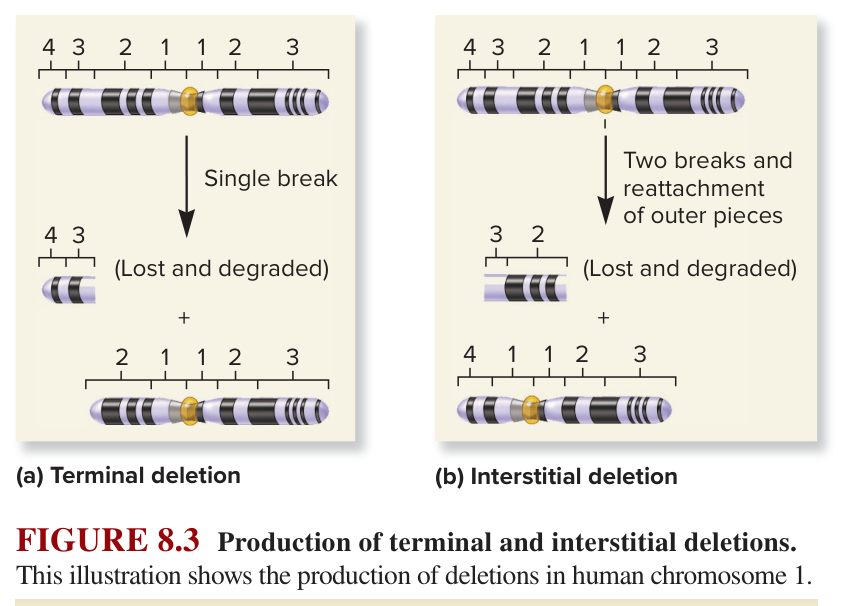 4 3 2 1 1 2 3
Single break
4 3
(Lost and degraded)
+
2 1 1 2 3
(a) Terminal deletion
4 3 2 1 1 2 3
Two breaks and
reattachment
of outer pieces
3 2
(Lost and degraded)
+
4 1 1 2 3
(b) Interstitial deletion
FIGURE 8.3 Production of terminal and interstitial deletions.
This illustration shows the production of deletions in human chromosome 1.